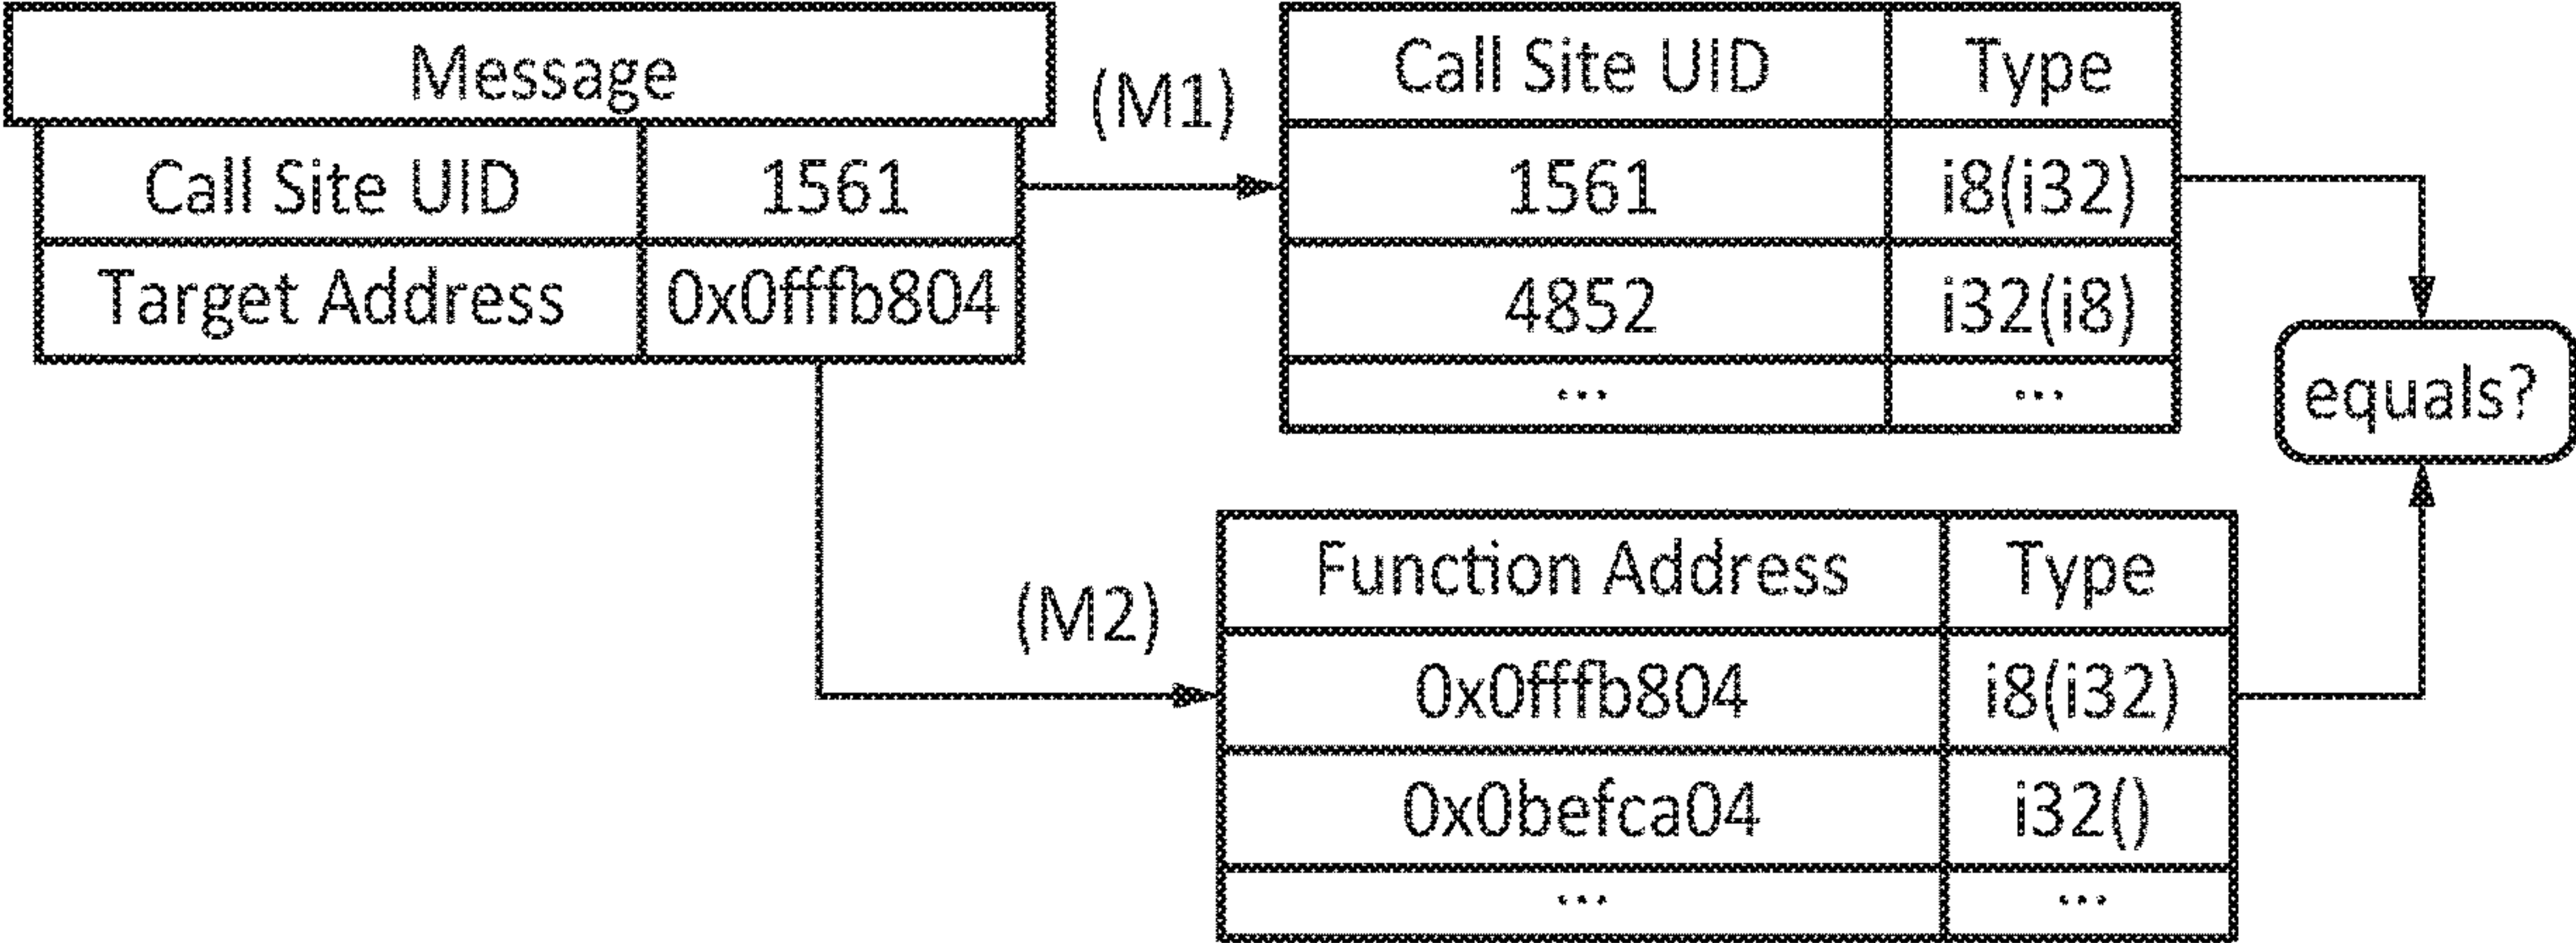 Message
Call Site UID 1561
Target Address 0x0fffb804
(M1)
Call Site UID Type
1561 i8(i32)
4852 i32(i8)
... ...
equals?
(M2)
Function Address Type
0x0fffb804 i8(i32)
0x0befca04 i32()
... ...